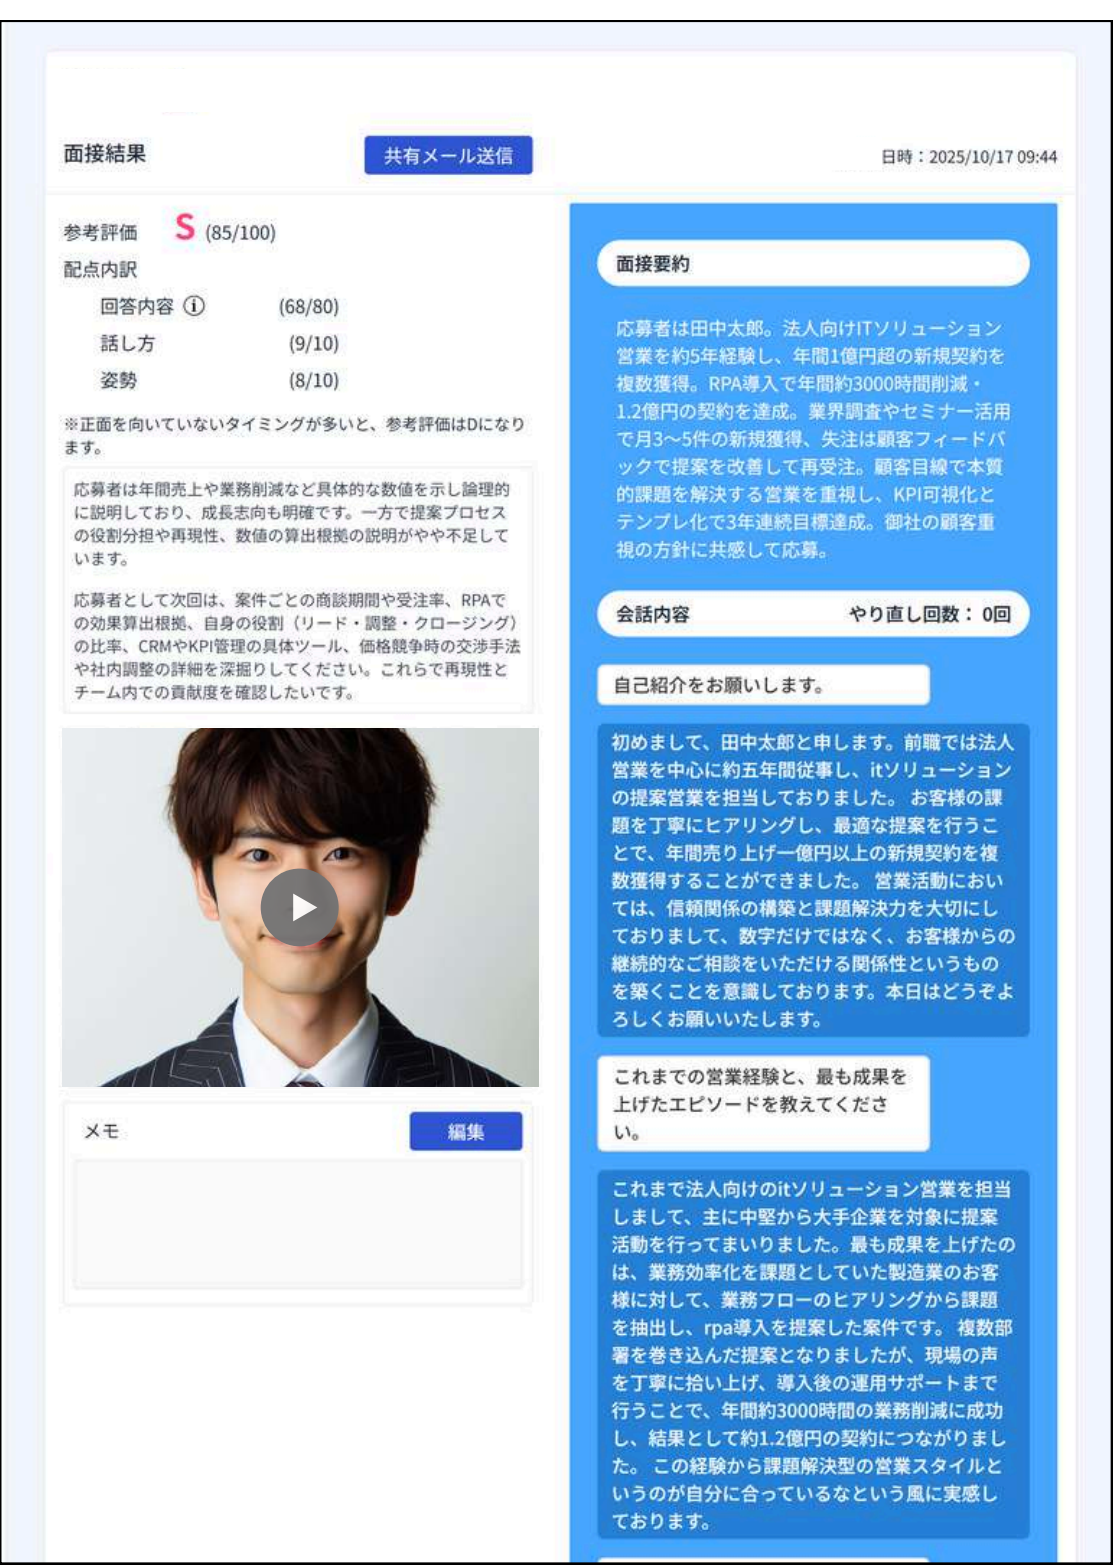 面接結果
共有メール送信
日時：2025/10/17 09:44
参考評価 S (85/100)
配点内訳
回答内容 ⓘ (68/80)
話し方 (9/10)
姿勢 (8/10)
※正面を向いていないタイミングが多いと、参考評価はDになり
ます。
応募者は年間売上や業務削減など具体的な数値を示し論理的
に説明しており、成長志向も明確です。一方で提案プロセス
の役割分担や再現性、数値の算出根拠の説明がやや不足して
います。
応募者として次回は、案件ごとの商談期間や受注率、RPAで
の効果算出根拠、自身の役割（リード・調整・クロージング）
の比率、CRMやKPI管理の具体ツール、価格競争時の交渉手法
や社内調整の詳細を深掘りしてください。これらで再現性と
チーム内での貢献度を確認したいです。
メモ
編集
面接要約
応募者は田中太郎。法人向けITソリューション
営業を約5年経験し、年間1億円超の新規契約を
複数獲得。RPA導入で年間約3000時間削減・
1.2億円の契約を達成。業界調査やセミナー活用
で月3〜5件の新規獲得、失注は顧客フィードバ
ックで提案を改善して再受注。顧客目線で本質
的課題を解決する営業を重視し、KPI可視化と
テンプレ化で3年連続目標達成。御社の顧客重
視の方針に共感して応募。
会話内容 やり直し回数： 0回
自己紹介をお願いします。
初めまして、田中太郎と申します。前職では法人
営業を中心に約五年間従事し、itソリューション
の提案営業を担当しておりました。 お客様の課
題を丁寧にヒアリングし、最適な提案を行うこ
とで、年間売り上げ一億円以上の新規契約を複
数獲得することができました。 営業活動におい
ては、信頼関係の構築と課題解決力を大切にし
ておりまして、数字だけではなく、お客様からの
継続的なご相談をいただける関係性というもの
を築くことを意識しております。本日はどうぞよ
ろしくお願いいたします。
これまでの営業経験と、最も成果を
上げたエピソードを教えてくださ
い。
これまで法人向けのitソリューション営業を担当
しまして、主に中堅から大手企業を対象に提案
活動を行ってまいりました。最も成果を上げたの
は、業務効率化を課題としていた製造業のお客
様に対して、業務フローのヒアリングから課題
を抽出し、rpa導入を提案した案件です。 複数部
署を巻き込んだ提案となりましたが、現場の声
を丁寧に拾い上げ、導入後の運用サポートまで
行うことで、年間約3000時間の業務削減に成功
し、結果として約1.2億円の契約につながりまし
た。 この経験から課題解決型の営業スタイルと
いうのが自分に合っているなという風に実感し
ております。